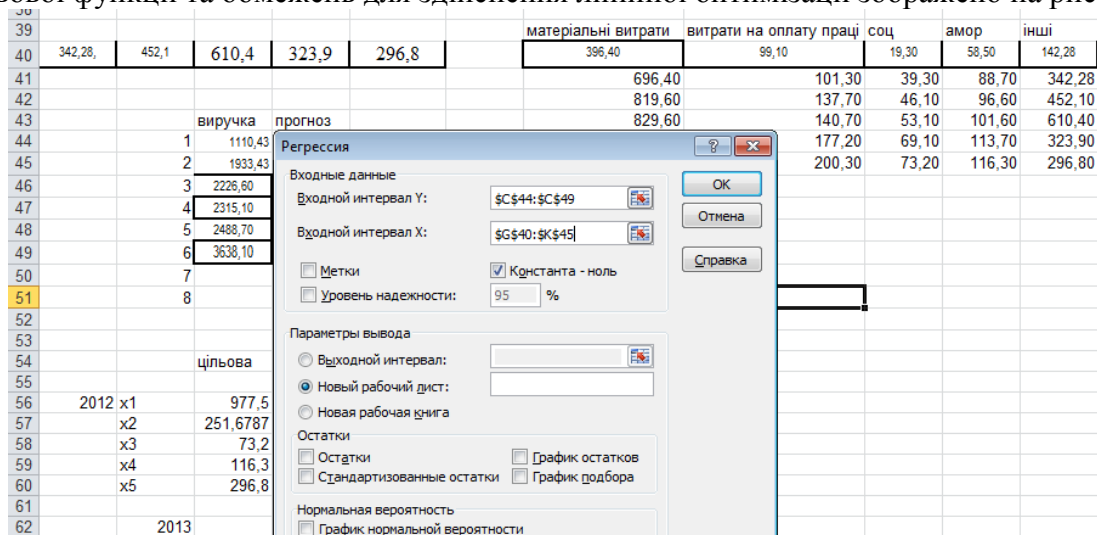 вої функції та обмежень для здійснення лінійної оптимізації зображено на рис
39 матеріальні витрати витрати на оплату праці соц амор інші
40 342,28, 452,1 610,4 323,9 296,8 396,40 99,10 19,30 58,50 142,28
41 696,40 101,30 39,30 88,70 342,28
42 819,60 137,70 46,10 96,60 452,10
43 виручка прогноз 829,60 140,70 53,10 101,60 610,40
44 1 1110,43 177,20 69,10 113,70 323,90
45 2 1933,43 200,30 73,20 116,30 296,80
46 3 2226,60
47 4 2315,10
48 5 2488,70
49 6 3638,10
50 7
51 8
52
53
54 цільова
55
56 2012 x1 977,5
57 x2 251,6787
58 x3 73,2
59 x4 116,3
60 x5 296,8
61
62 2013
Регрессия
Входные данные
Входной интервал Y: $C$44:$C$49
Входной интервал X: $G$40:$K$45
Метки Константа - ноль
Уровень надежности: 95 %
OK
Отмена
Справка
Параметры вывода
Выходной интервал:
Новый рабочий лист:
Новая рабочая книга
Остатки
Остатки График остатков
Стандартизованные остатки График подбора
Нормальная вероятность
График нормальной вероятности